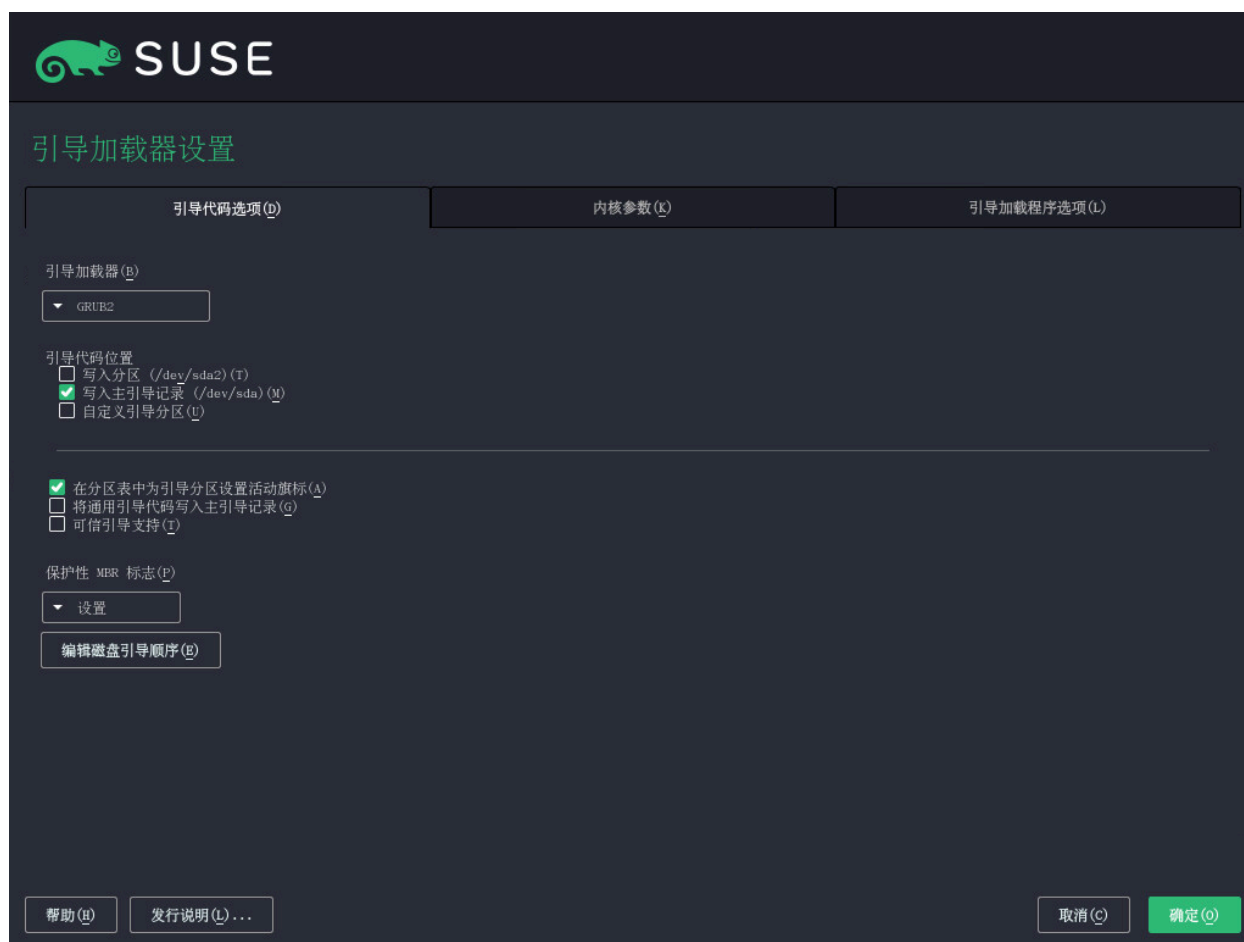 SUSE
引导加载器设置
引导代码选项(D)
内核参数(K)
引导加载程序选项(L)
引导加载器(B)
GRUB2
引导代码位置
写入分区 (/dev/sda2)(T)
写入主引导记录 (/dev/sda)(M)
自定义引导分区(U)
在分区表中为引导分区设置活动旗标(A)
将通用引导代码写入主引导记录(G)
可信引导支持(T)
保护性 MBR 标志(P)
设置
编辑磁盘引导顺序(E)
帮助(H)
发行说明(L)...
取消(C)
确定(O)